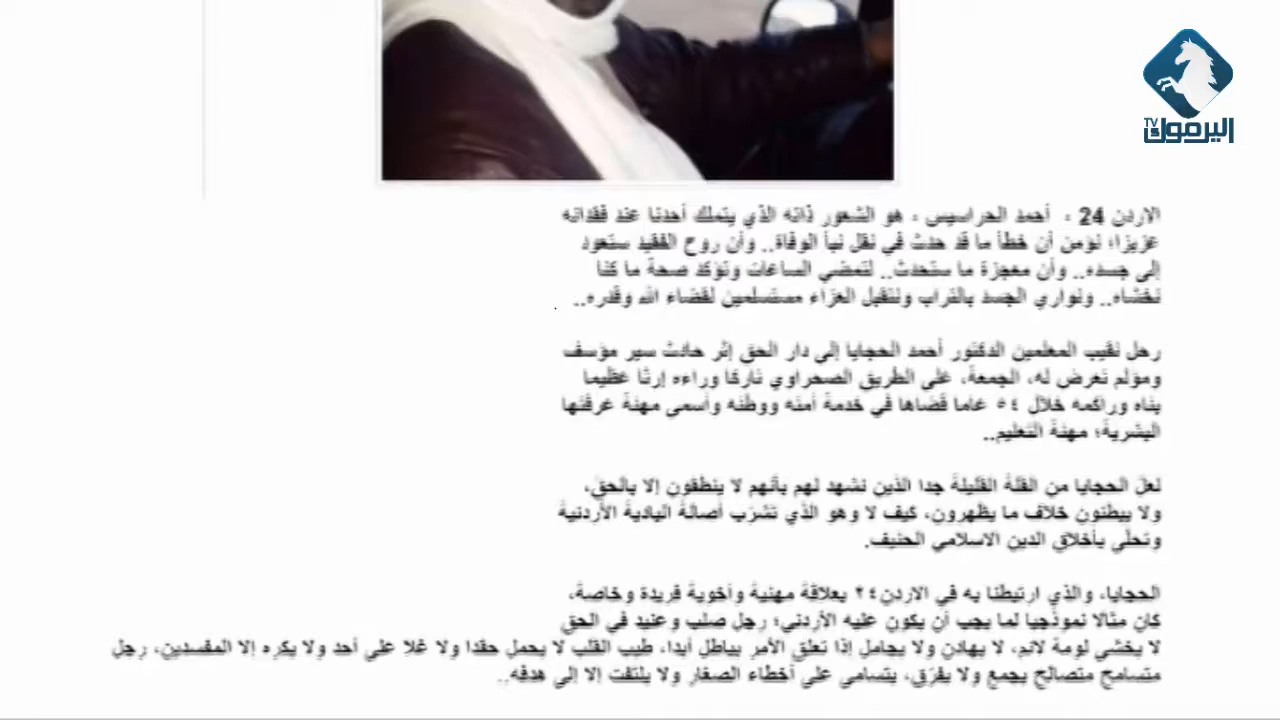 اليرموك TV
الاردن 24 - أحمد الحراسيس - هو الشعور ذاته الذي يتملك أحدنا عند فقدانه
عزيزا؛ نؤمن أن خطأ ما قد حدث في نقل نبأ الوفاة.. وأن روح الفقيد ستعود
إلى جسده.. وأن معجزة ما ستحدث.. لتمضي الساعات وتؤكد صحة ما كنا
نخشاه.. ونواري الجسد بالتراب ونتقبل العزاء مستسلمين لقضاء الله وقدره..
رحل نقيب المعلمين الدكتور أحمد الحجايا إلى دار الحق إثر حادث سير مؤسف
ومؤلم تعرض له، الجمعة، على الطريق الصحراوي تاركا وراءه إرثا عظيما
بناه وراكمه خلال ٥٤ عاما قضاها في خدمة أمته ووطنه وأسمى مهنة عرفتها
البشرية؛ مهنة التعليم..
لعل الحجايا من القلة القليلة جدا الذين نشهد لهم بأنهم لا ينطقون إلا بالحق،
ولا يبطنون خلاف ما يظهرون، كيف لا وهو الذي تشرّب أصالة البادية الأردنية
وتحلّى بأخلاق الدين الاسلامي الحنيف.
الحجايا، والذي ارتبطنا به في الاردن٢٤ بعلاقة مهنية وأخوية فريدة وخاصة،
كان مثالا نموذجيا لما يجب أن يكون عليه الأردني؛ رجل صلب وعنيد في الحق
لا يخشى لومة لائم، لا يهادن ولا يجامل إذا تعلق الأمر بباطل أبدا، طيب القلب لا يحمل حقدا ولا غلا على أحد ولا يكره إلا المفسدين، رجل
متسامح متصالح يجمع ولا يفرّق، يتسامى على أخطاء الصغار ولا يلتفت إلا إلى هدفه..